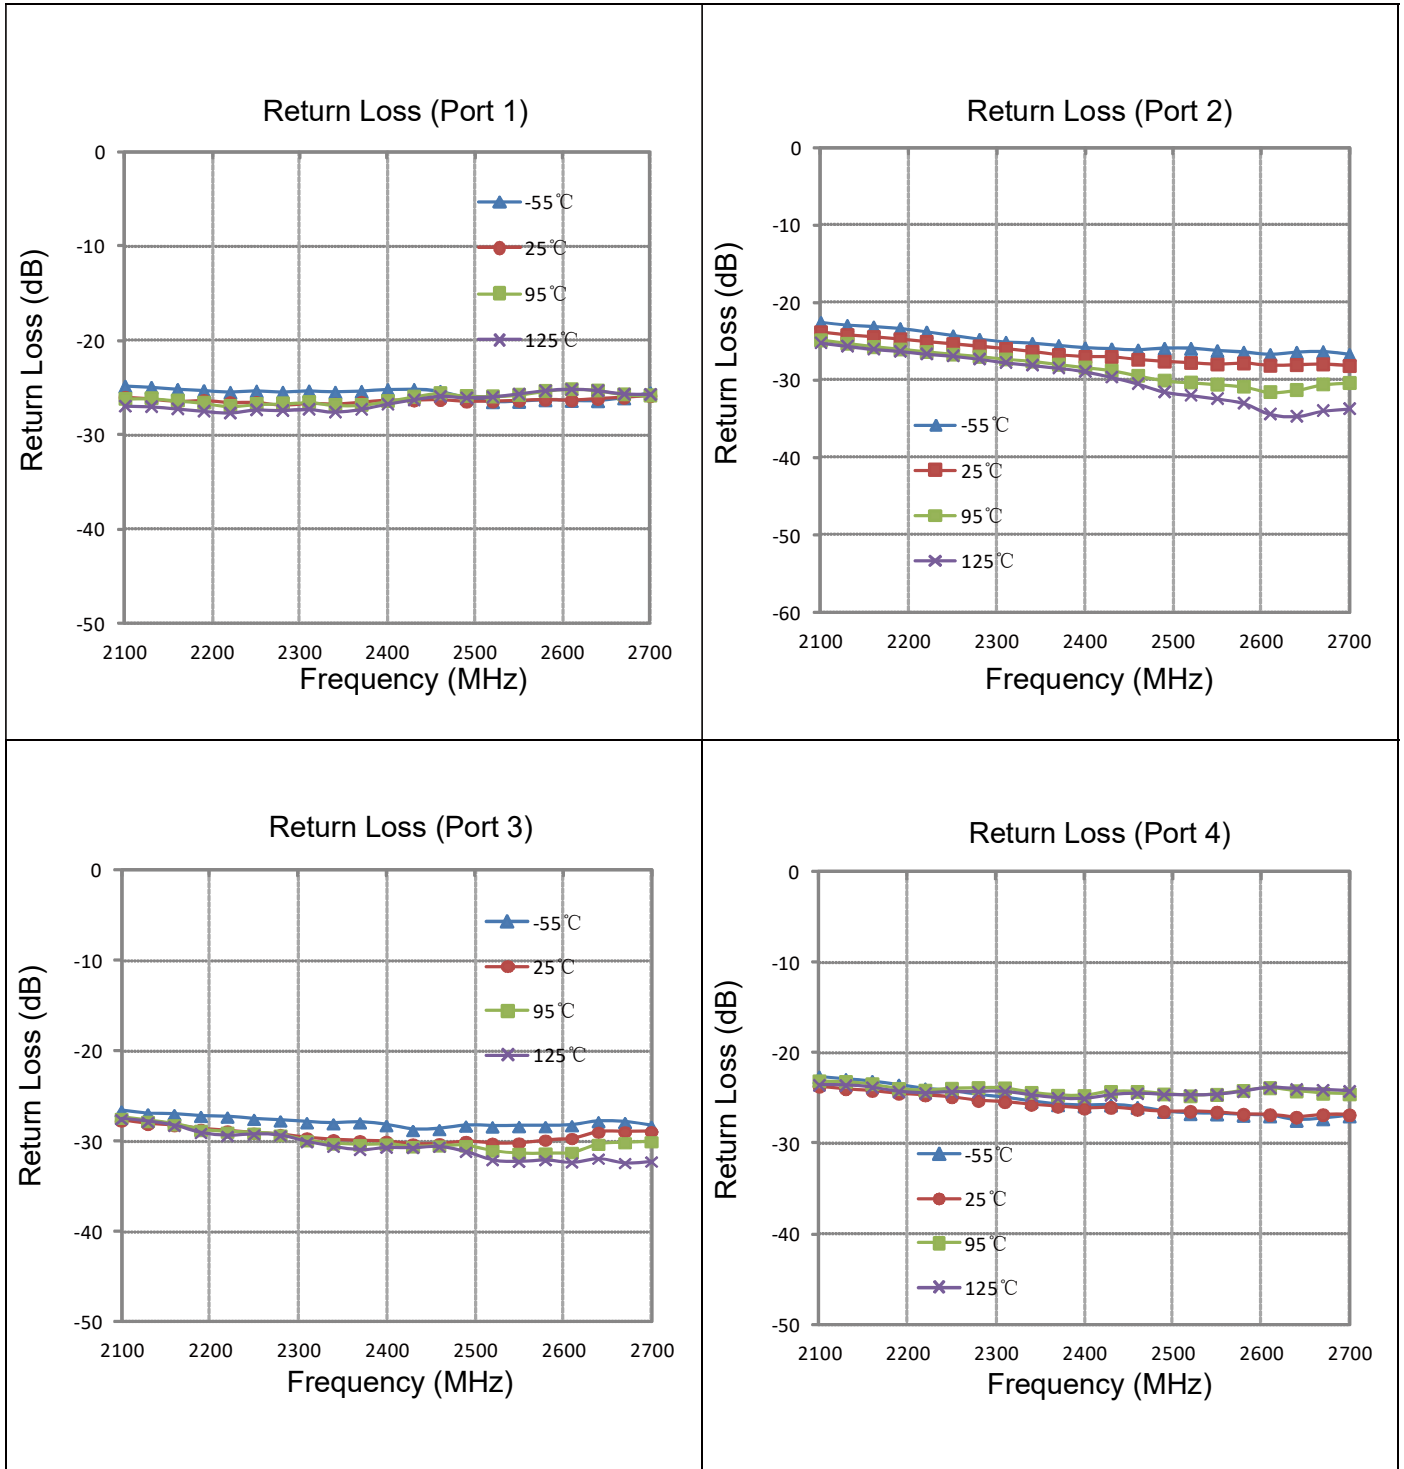 Return Loss (Port 1)
Return Loss (dB)
0
-10
-20
-30
-40
-50
-55℃
25℃
95℃
125℃
2100 2200 2300 2400 2500 2600 2700
Frequency (MHz)
Return Loss (Port 2)
Return Loss (dB)
0
-10
-20
-30
-40
-50
-60
-55℃
25℃
95℃
125℃
2100 2200 2300 2400 2500 2600 2700
Frequency (MHz)
Return Loss (Port 3)
Return Loss (dB)
0
-10
-20
-30
-40
-50
-55℃
25℃
95℃
125℃
2100 2200 2300 2400 2500 2600 2700
Frequency (MHz)
Return Loss (Port 4)
Return Loss (dB)
0
-10
-20
-30
-40
-50
-55℃
25℃
95℃
125℃
2100 2200 2300 2400 2500 2600 2700
Frequency (MHz)